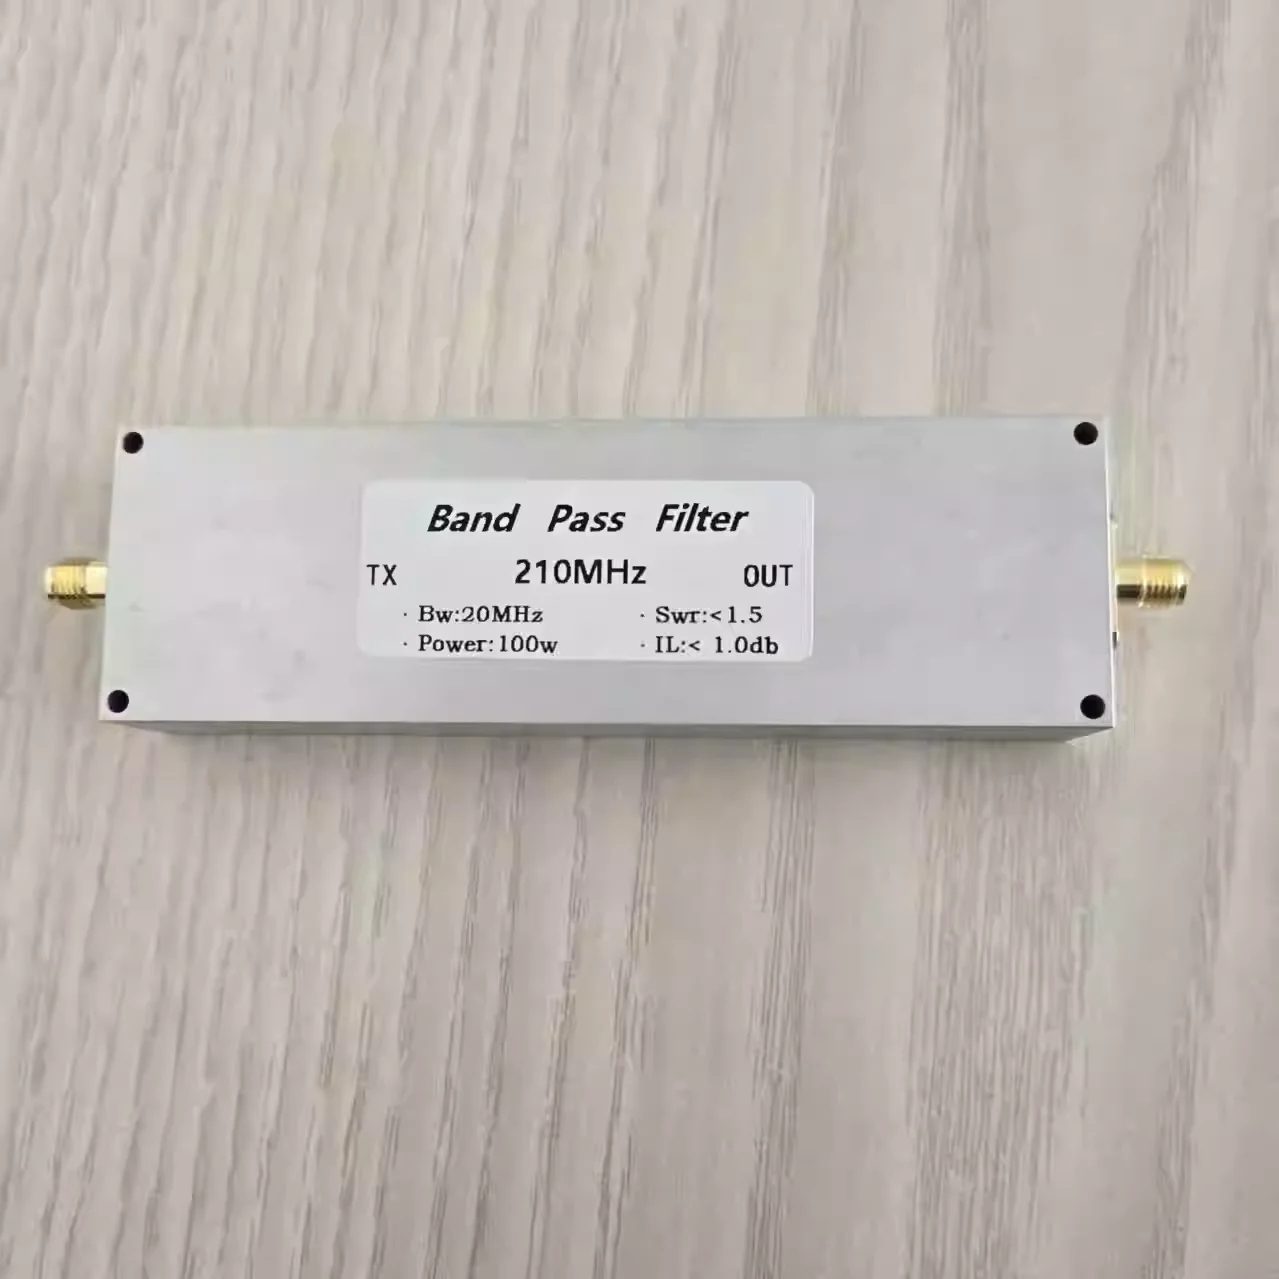 Band Pass Filter
TX 210MHz OUT
· Bw:20MHz · Swr:<1.5
· Power:100w · IL:< 1.0db